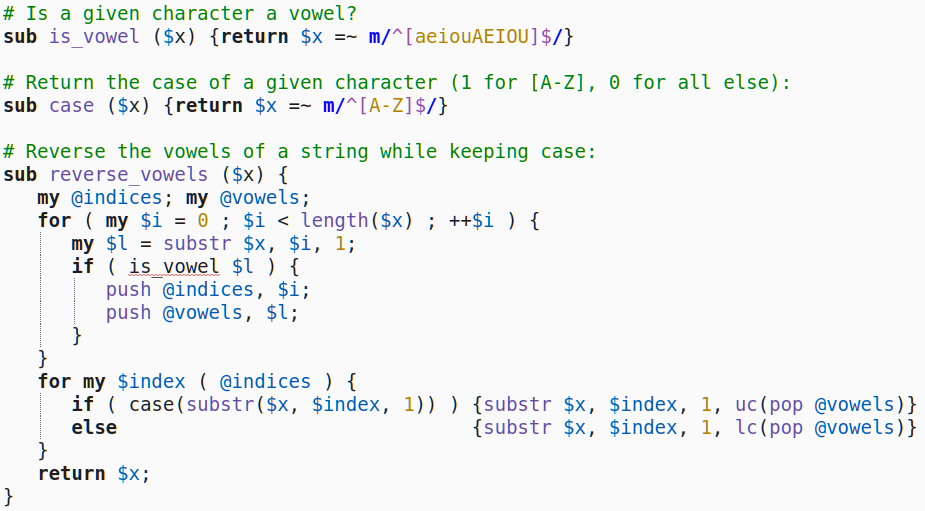 # Is a given character a vowel?
sub is_vowel ($x) {return $x =~ m/^[aeiouAEIOU]$/}

# Return the case of a given character (1 for [A-Z], 0 for all else):
sub case ($x) {return $x =~ m/^[A-Z]$/}

# Reverse the vowels of a string while keeping case:
sub reverse_vowels ($x) {
   my @indices; my @vowels;
   for ( my $i = 0 ; $i < length($x) ; ++$i ) {
      my $l = substr $x, $i, 1;
      if ( is_vowel $l ) {
         push @indices, $i;
         push @vowels, $l;
      }
   }
   for my $index ( @indices ) {
      if ( case(substr($x, $index, 1)) ) {substr $x, $index, 1, uc(pop @vowels)}
      else                               {substr $x, $index, 1, lc(pop @vowels)}
   }
   return $x;
}